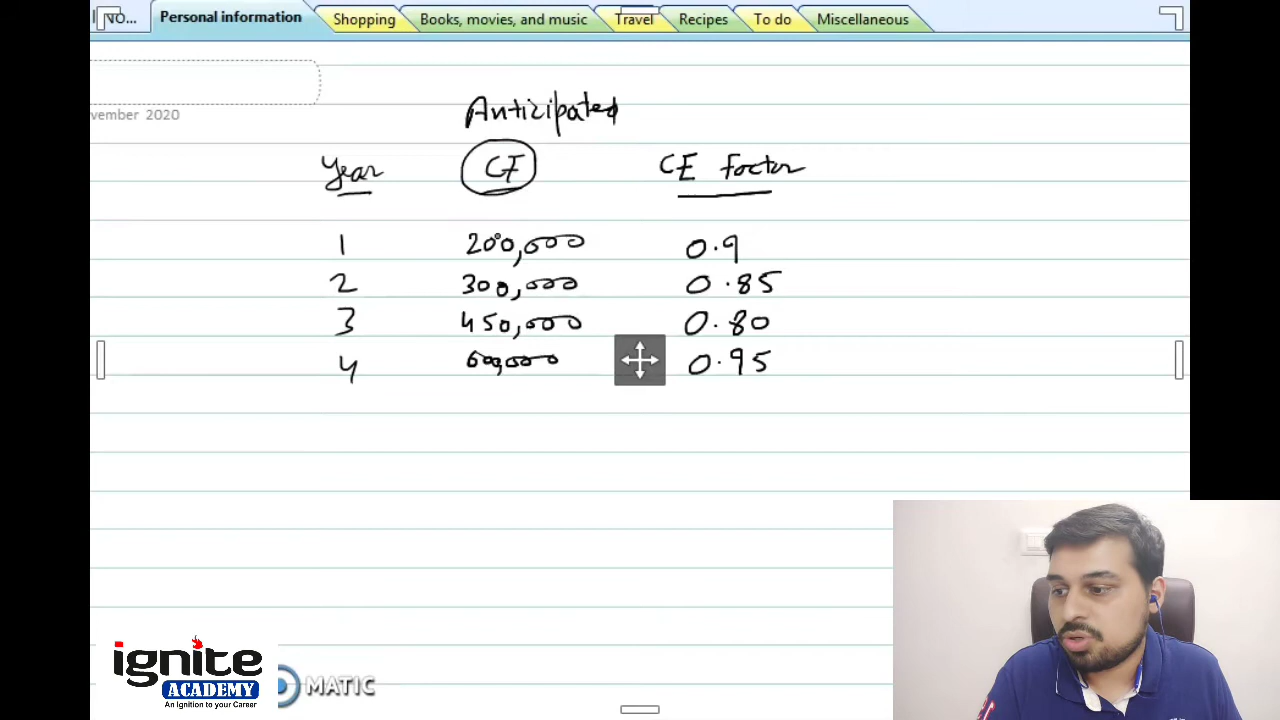 Personal information Shopping Books, movies, and music Travel Recipes To do Miscellaneous
vember 2020
Anticipated
Year CF CE Factor
1 200,000 0.9
2 300,000 0.85
3 450,000 0.80
4 600,000 0.95
ignite
ACADEMY
An Ignition to your Career
MATIC